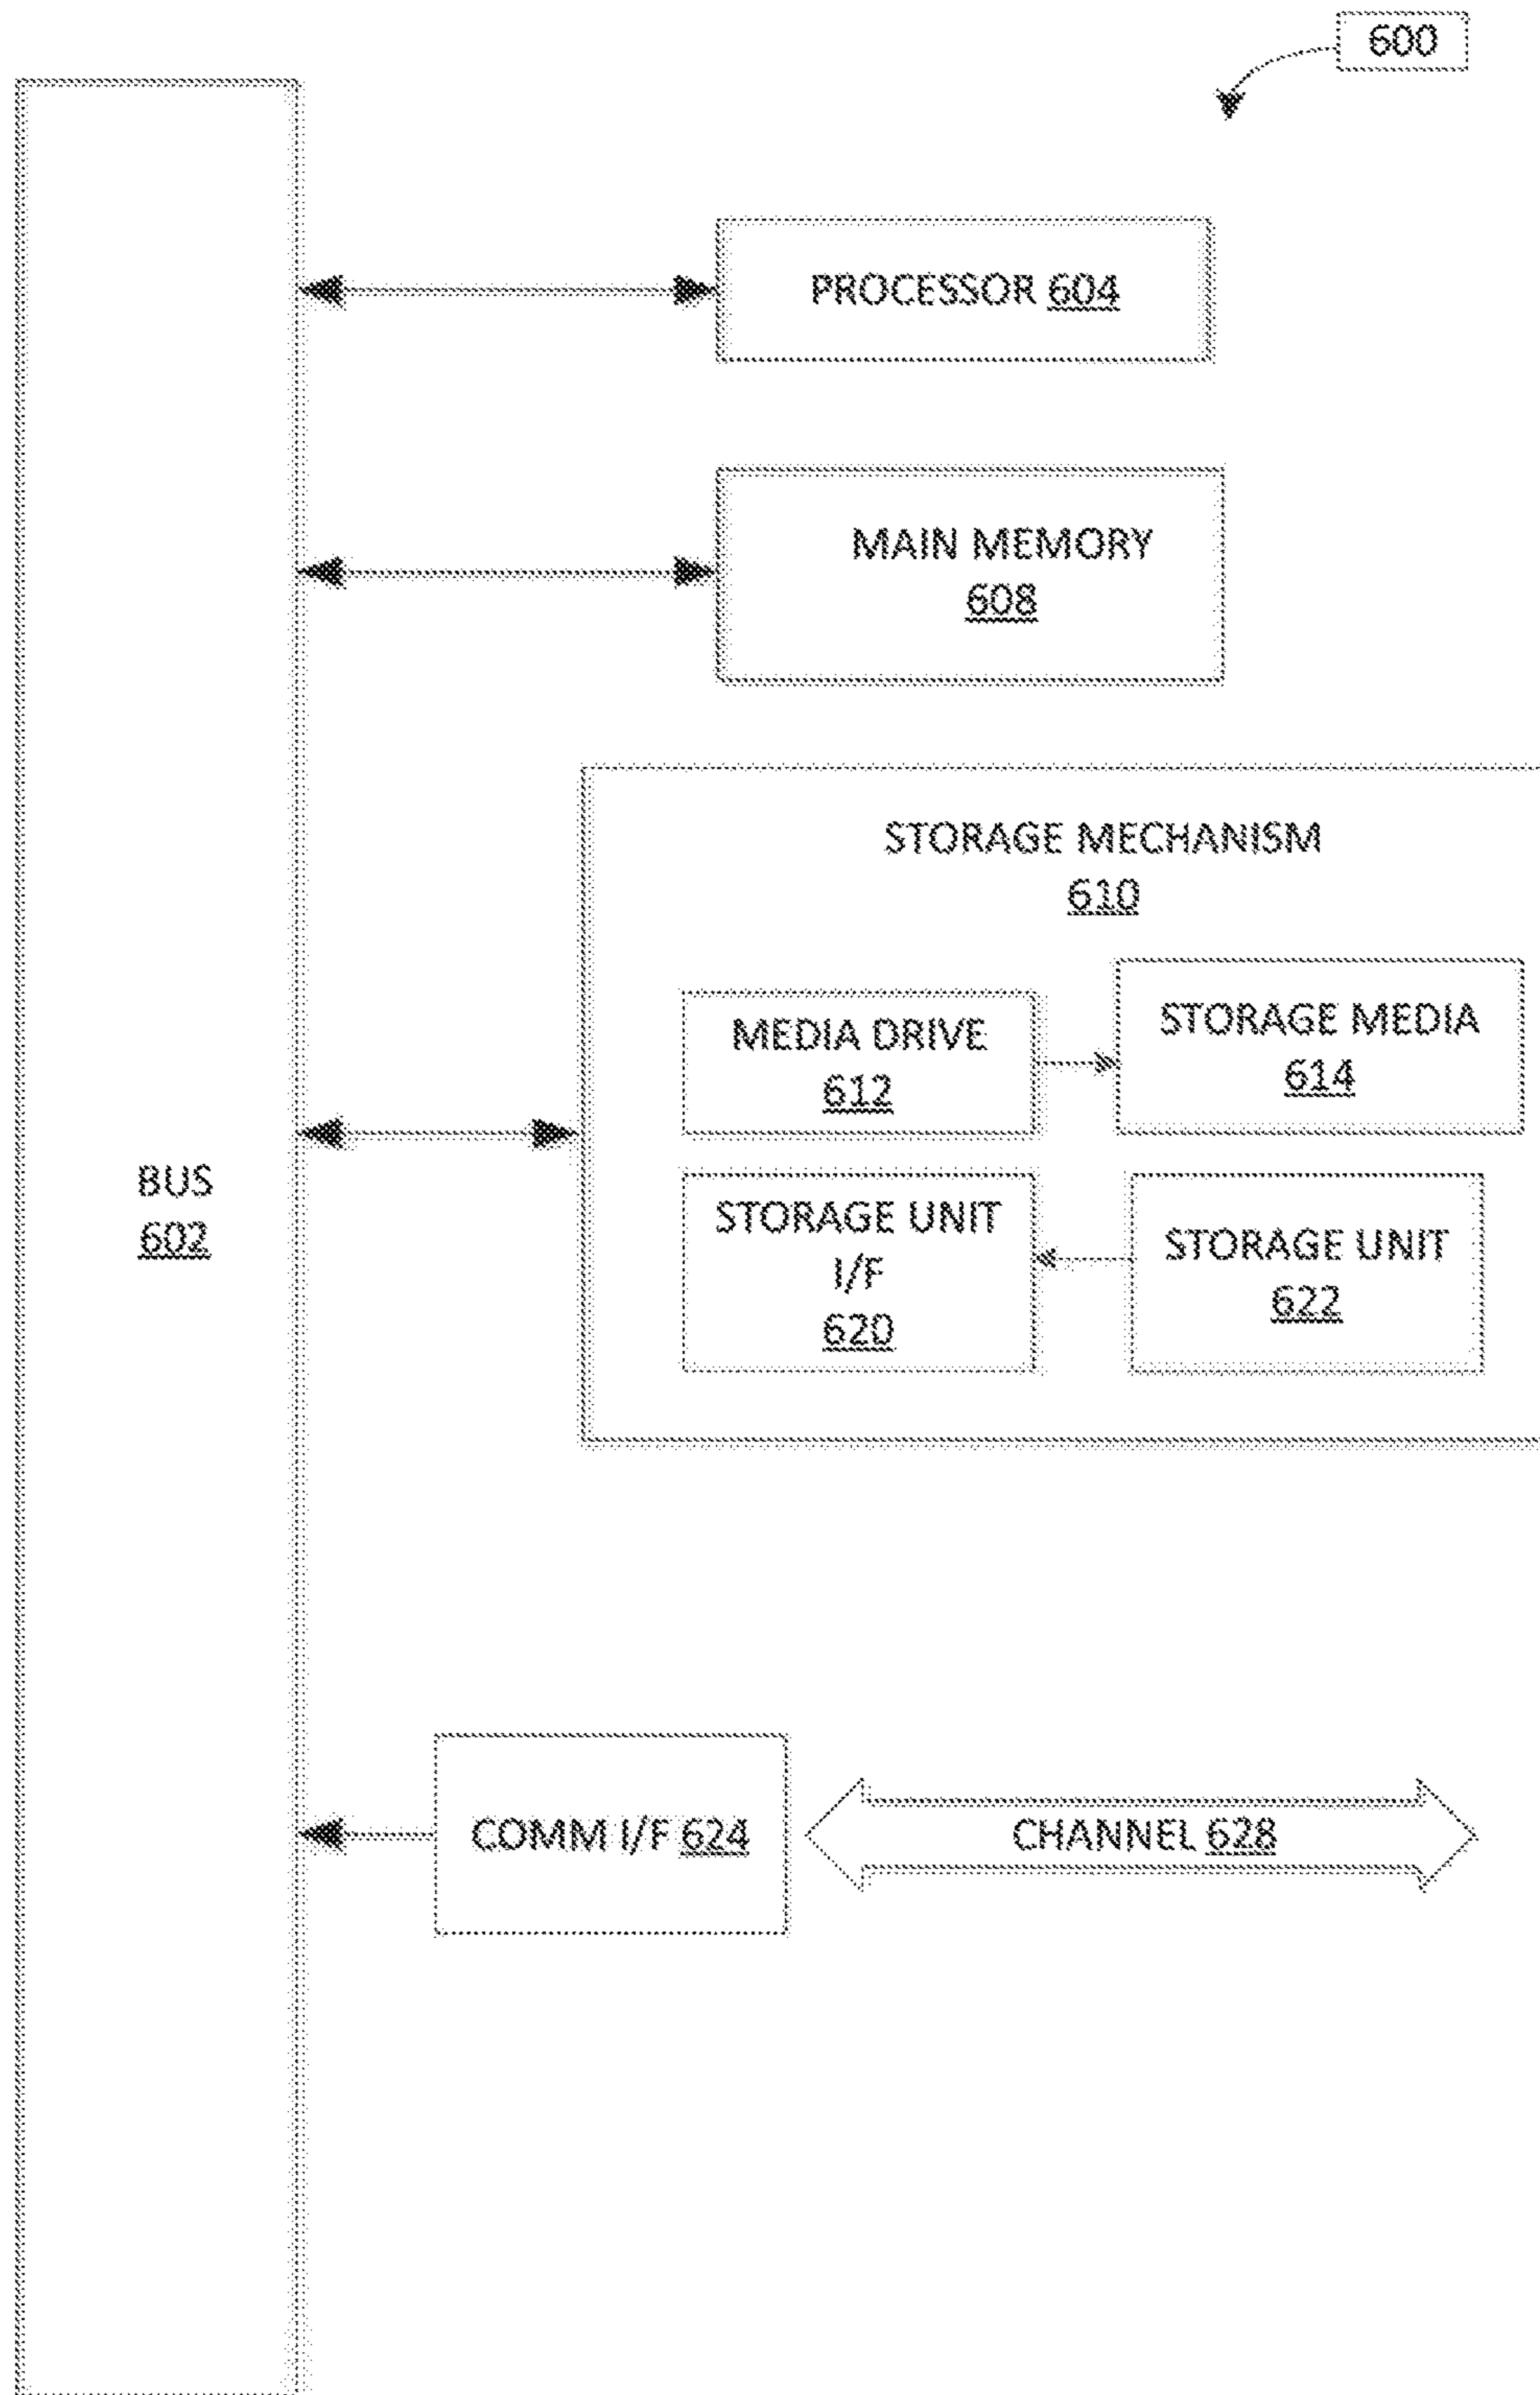 600
PROCESSOR 604
MAIN MEMORY
608
STORAGE MECHANISM
610
MEDIA DRIVE
612
STORAGE MEDIA
614
BUS
602
STORAGE UNIT
I/F
620
STORAGE UNIT
622
COMM I/F 624
CHANNEL 628